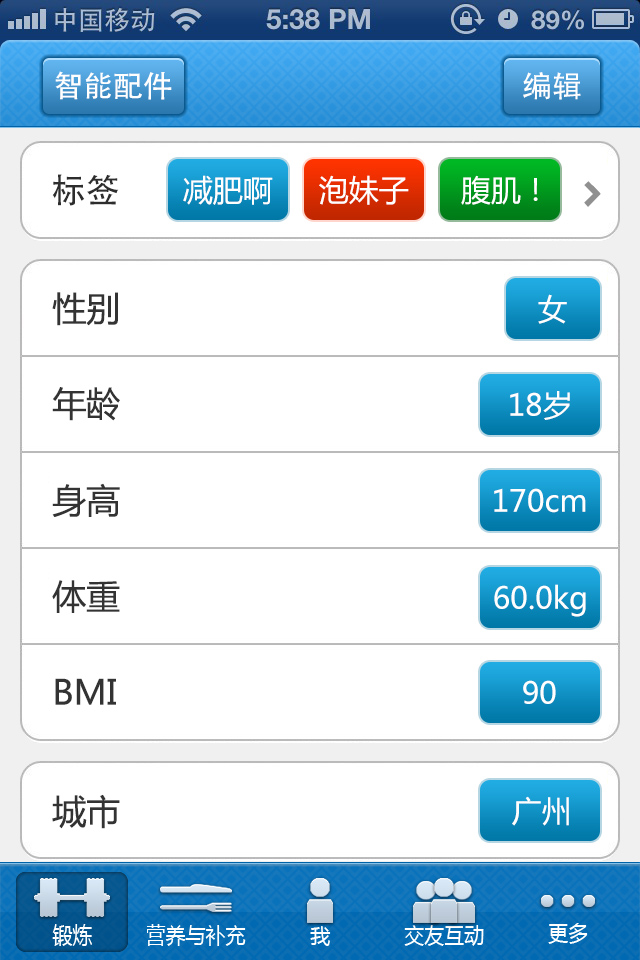 中国移动 5:38 PM 89%
智能配件 编辑
标签 减肥啊 泡妹子 腹肌！
性别 女
年龄 18岁
身高 170cm
体重 60.0kg
BMI 90
城市 广州
锻炼 营养与补充 我 交友互动 更多